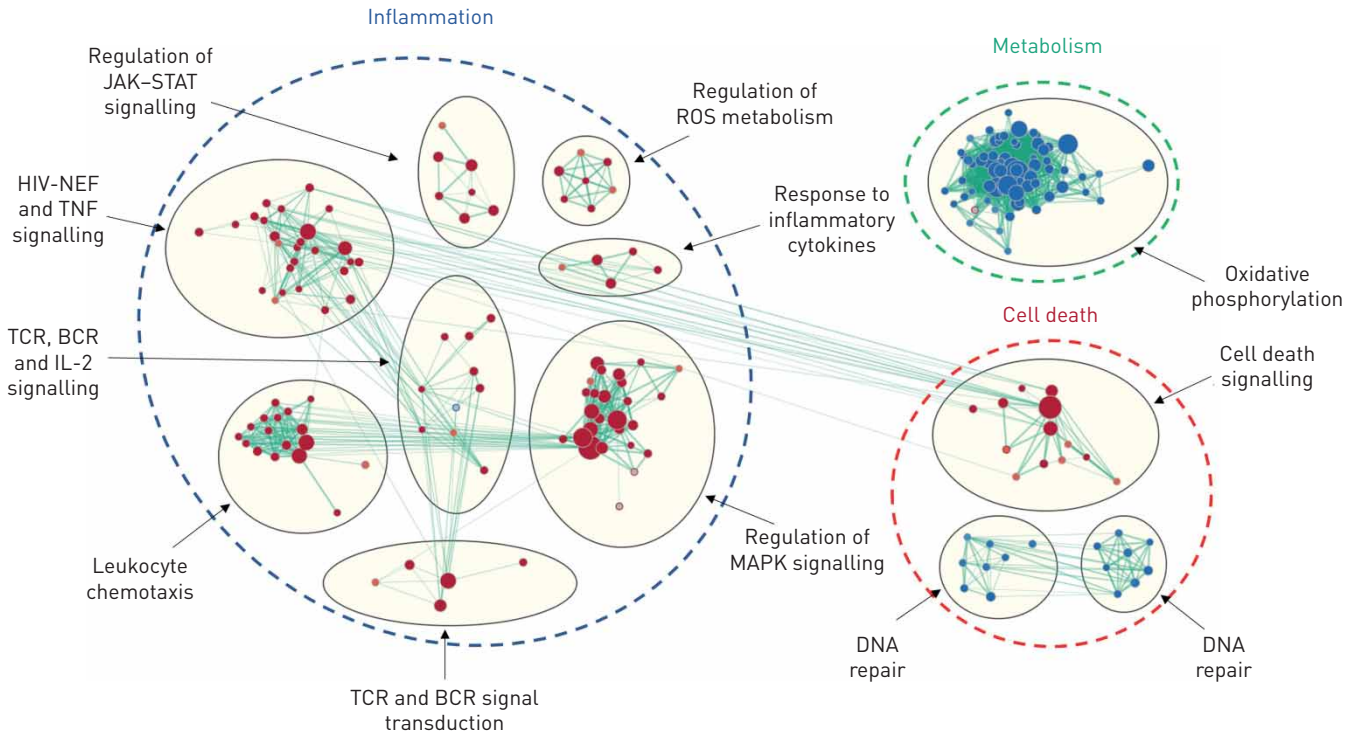 Inflammation
Regulation of
JAK–STAT
signalling
Regulation of
ROS metabolism
HIV-NEF
and TNF
signalling
Response to
inflammatory
cytokines
TCR, BCR
and IL-2
signalling
Leukocyte
chemotaxis
Regulation of
MAPK signalling
TCR and BCR signal
transduction
Metabolism
Oxidative
phosphorylation
Cell death
Cell death
signalling
DNA
repair
DNA
repair